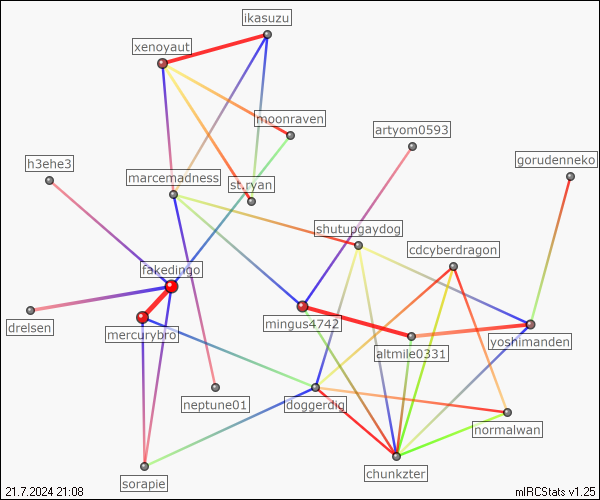 ikasuzu
xenoyaut
moonraven
artyom0593
gorudenneko
h3ehe3
marcemadness
st.ryan
shutupgaydog
cdcyberdragon
fakedingo
drelsen
mercurybro
mingus4742
altmile0331
yoshimanden
neptune01
doggerdig
normalwan
sorapie
chunkzter
21.7.2024 21:08
mIRCStats v1.25